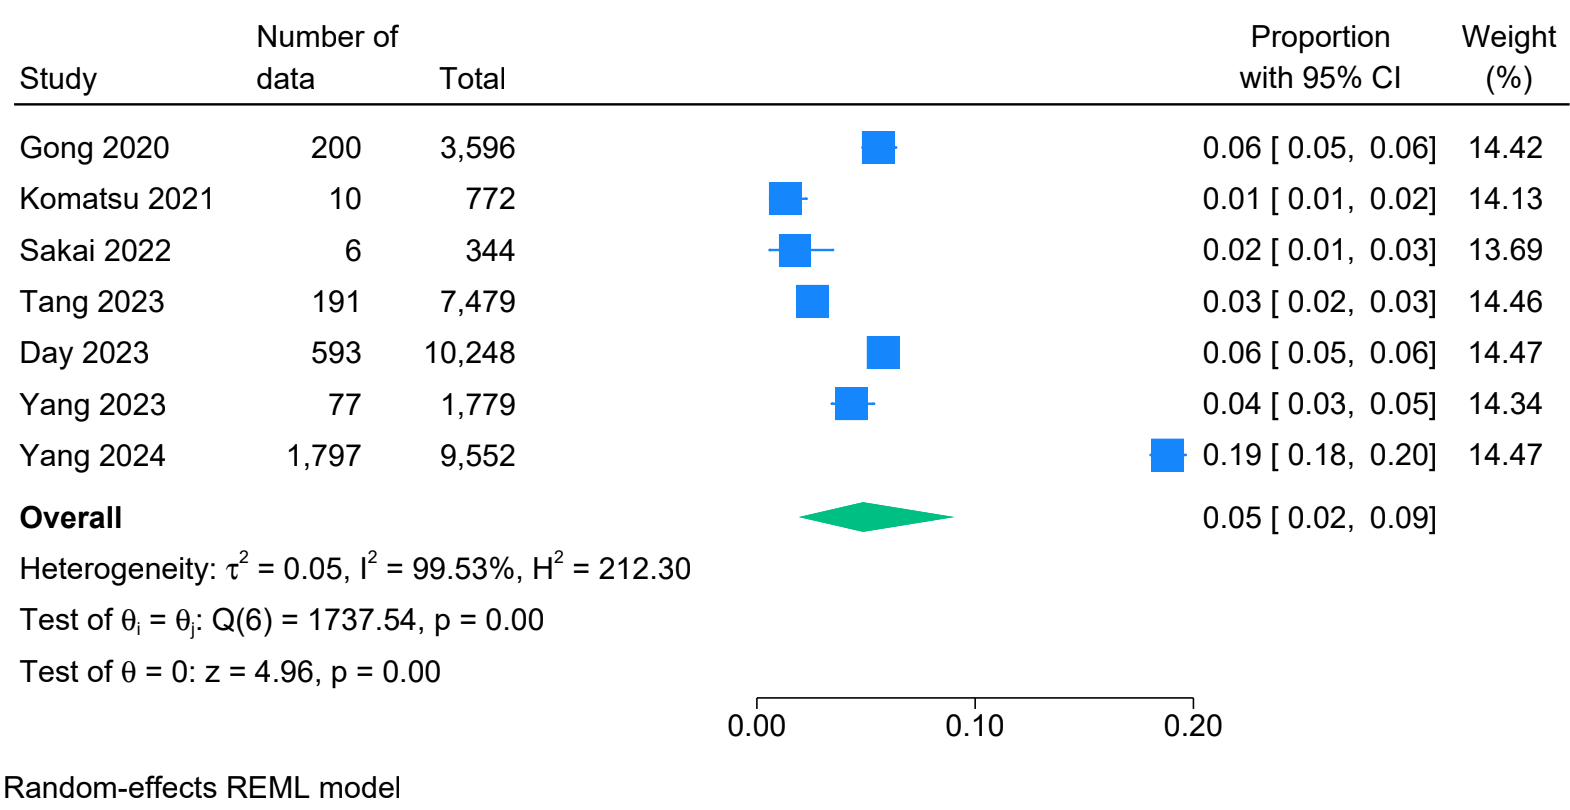 Number of Proportion Weight
Study data Total with 95% CI (%)
Gong 2020 200 3,596 0.06 [ 0.05, 0.06] 14.42
Komatsu 2021 10 772 0.01 [ 0.01, 0.02] 14.13
Sakai 2022 6 344 0.02 [ 0.01, 0.03] 13.69
Tang 2023 191 7,479 0.03 [ 0.02, 0.03] 14.46
Day 2023 593 10,248 0.06 [ 0.05, 0.06] 14.47
Yang 2023 77 1,779 0.04 [ 0.03, 0.05] 14.34
Yang 2024 1,797 9,552 0.19 [ 0.18, 0.20] 14.47
Overall 0.05 [ 0.02, 0.09]
Heterogeneity: τ² = 0.05, I² = 99.53%, H² = 212.30
Test of θᵢ = θⱼ: Q(6) = 1737.54, p = 0.00
Test of θ = 0: z = 4.96, p = 0.00
0.00 0.10 0.20
Random-effects REML model